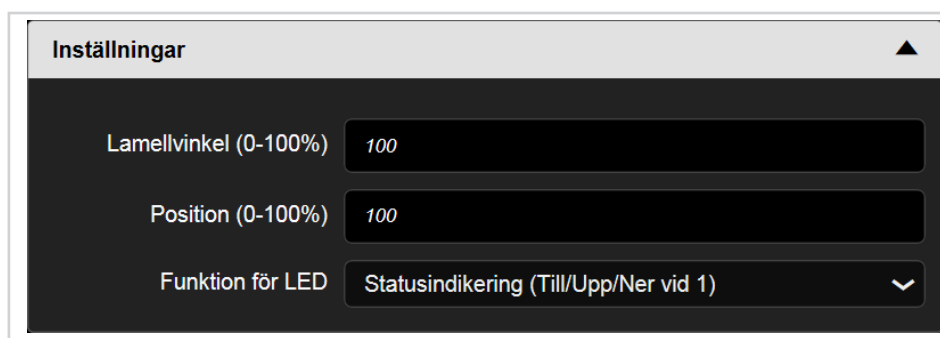 Inställningar
Lamellvinkel (0-100%) 100
Position (0-100%) 100
Funktion för LED Statusindikering (Till/Upp/Ner vid 1)